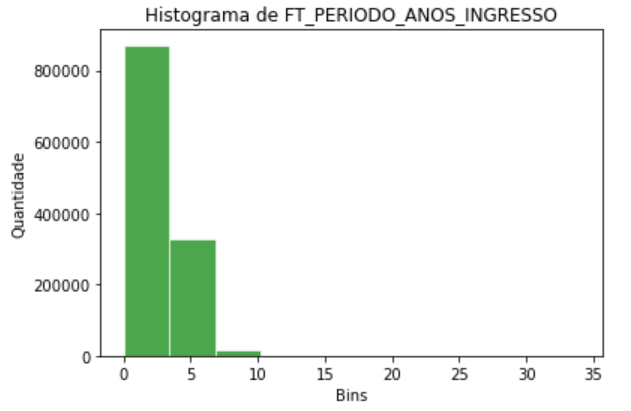 Histograma de FT_PERIODO_ANOS_INGRESSO
800000
600000
400000
200000
0
Quantidade
0 5 10 15 20 25 30 35
Bins